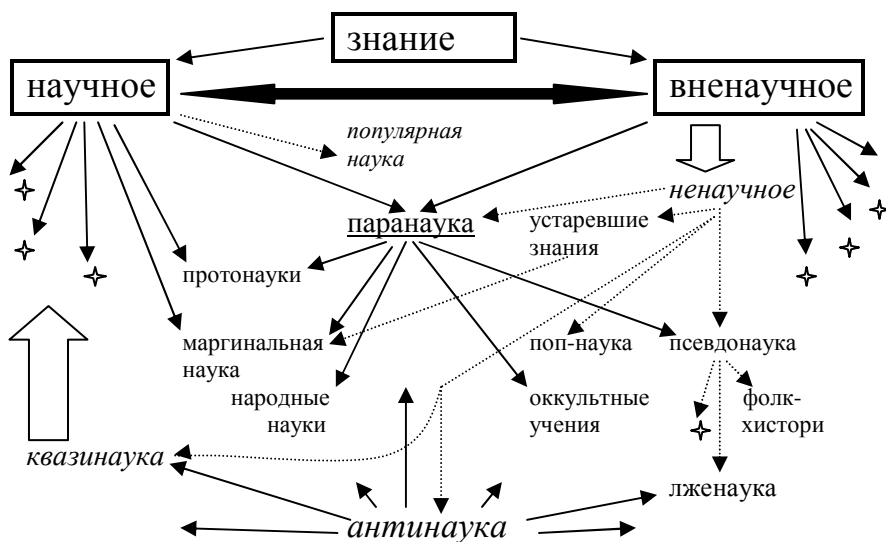 знание
научное
вненаучное
популярная
наука
ненаучное
паранаука
устаревшие
знания
протонауки
маргинальная
наука
поп-наука
псевдонаука
народные
науки
оккультные
учения
фолк-
хистори
квазинаука
лженаука
антинаука